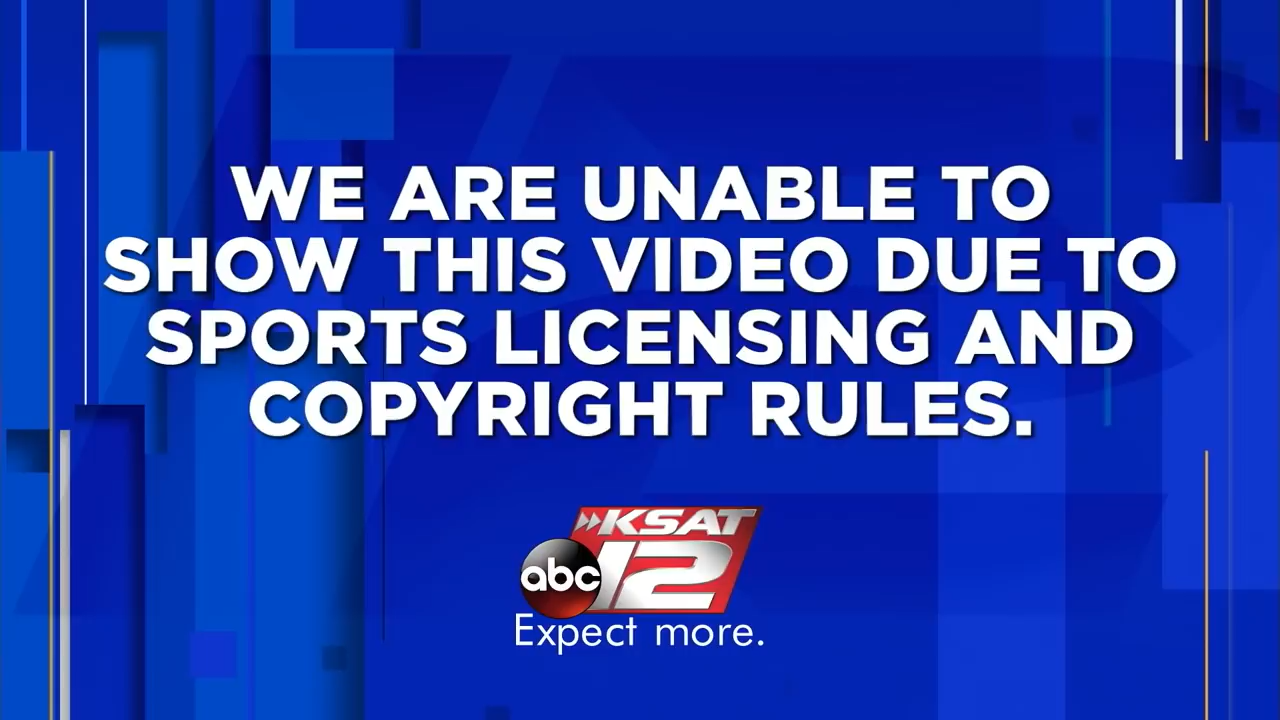 WE ARE UNABLE TO
SHOW THIS VIDEO DUE TO
SPORTS LICENSING AND
COPYRIGHT RULES.
KSAT
abc 12
Expect more.